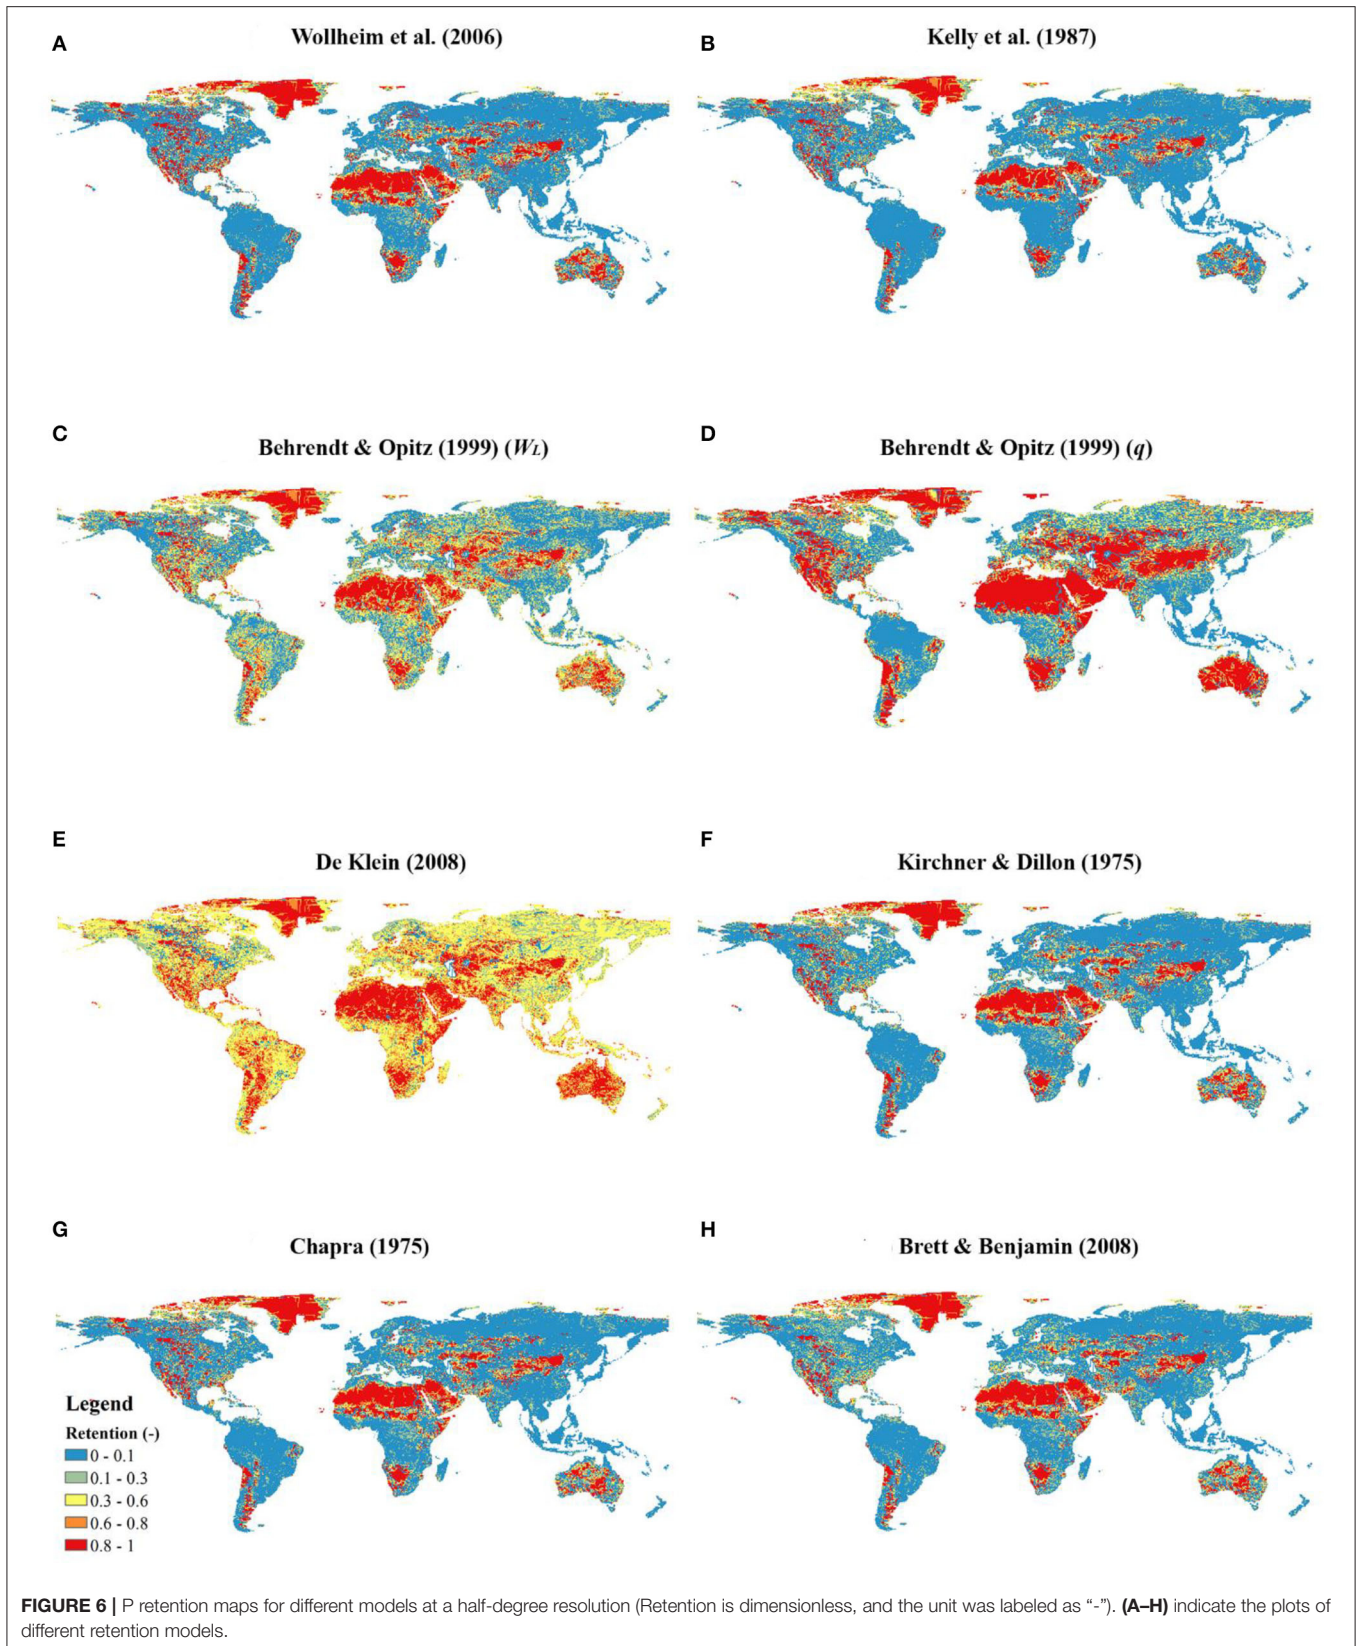 A
Wollheim et al. (2006)
B
Kelly et al. (1987)
C
Behrendt & Opitz (1999) (WL)
D
Behrendt & Opitz (1999) (q)
E
De Klein (2008)
F
Kirchner & Dillon (1975)
G
Chapra (1975)
H
Brett & Benjamin (2008)
Legend
Retention (-)
0 - 0.1
0.1 - 0.3
0.3 - 0.6
0.6 - 0.8
0.8 - 1
FIGURE 6 | P retention maps for different models at a half-degree resolution (Retention is dimensionless, and the unit was labeled as “-”). (A–H) indicate the plots of
different retention models.